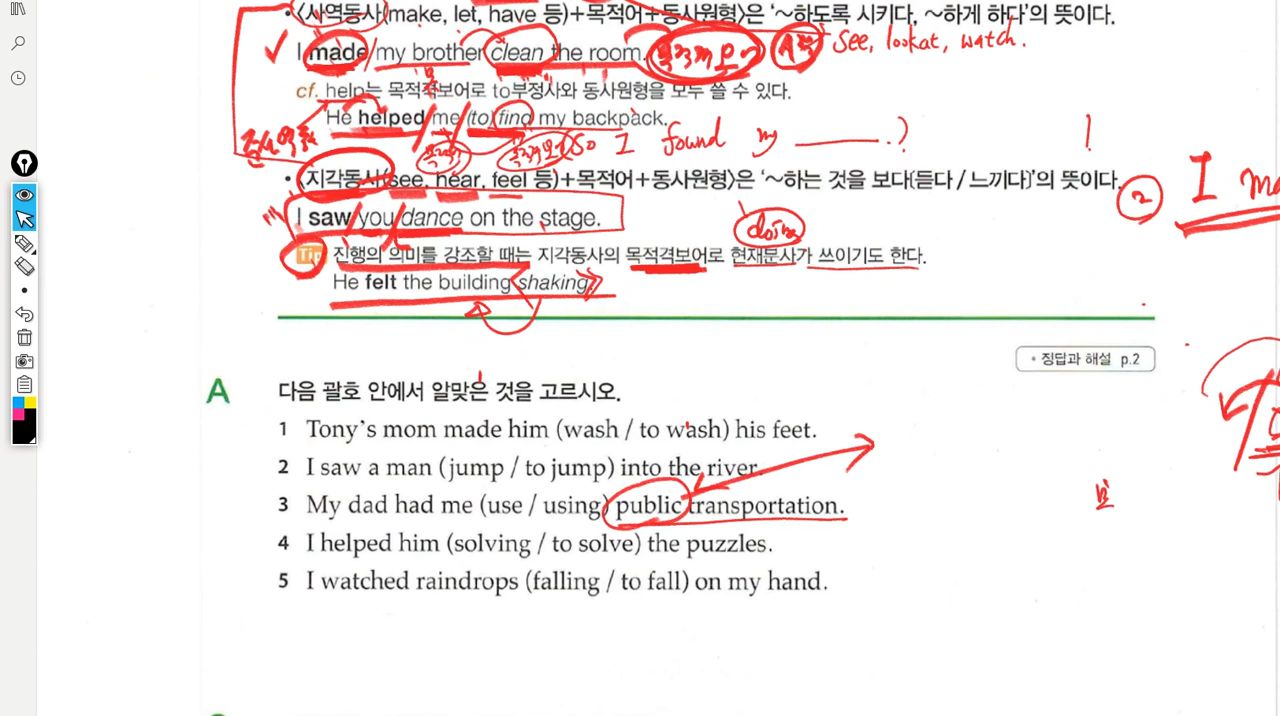 •〈사역동사(make, let, have 등)+목적어+동사원형〉은 ‘~하도록 시키다, ~하게 하다’의 뜻이다.
I made my brother clean the room. see, look at, watch.
cf. help는 목적격보어로 to부정사와 동사원형을 모두 쓸 수 있다.
He helped me (to) find my backpack.
So I found my ?
•〈지각동사(see, hear, feel 등)+목적어+동사원형〉은 ‘~하는 것을 보다[듣다/느끼다]’의 뜻이다.
I saw you dance on the stage.
doing
Tip 진행의 의미를 강조할 때는 지각동사의 목적격보어로 현재분사가 쓰이기도 한다.
He felt the building shaking.
• 정답과 해설 p.2
A 다음 괄호 안에서 알맞은 것을 고르시오.
1 Tony’s mom made him (wash / to wash) his feet.
2 I saw a man (jump / to jump) into the river.
3 My dad had me (use / using) public transportation.
4 I helped him (solving / to solve) the puzzles.
5 I watched raindrops (falling / to fall) on my hand.